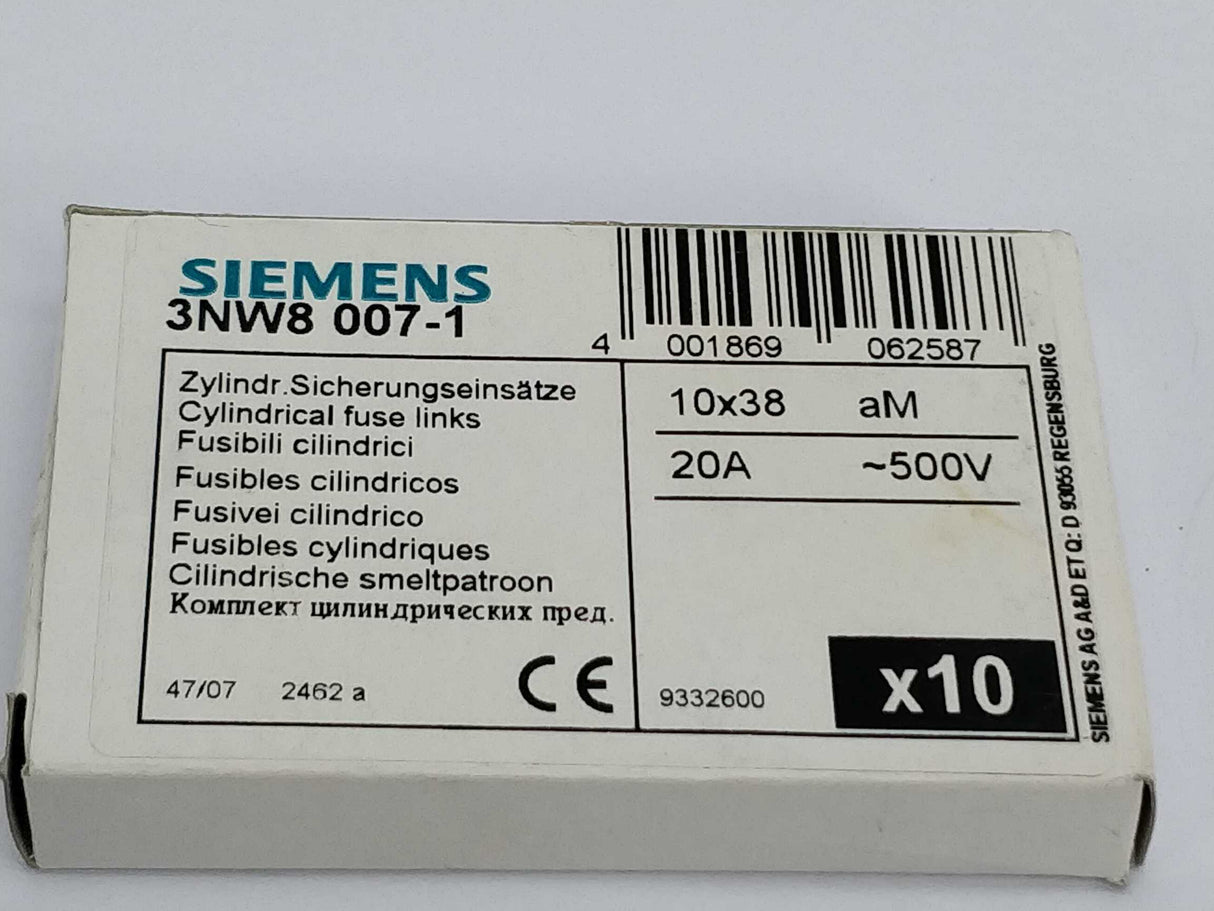 SIEMENS
3NW8 007-1
4 001869 062587
Zylindr.Sicherungseinsätze
Cylindrical fuse links
Fusibili cilindrici
Fusibles cilindricos
Fusivei cilindrico
Fusibles cylindriques
Cilindrische smeltpatroon
Комплект цилиндрических пред.
47/07 2462 a CE
10x38 aM
20A ~500V
9332600 x10
SIEMENS AG A&D ET Q: D 93055 REGENSBURG